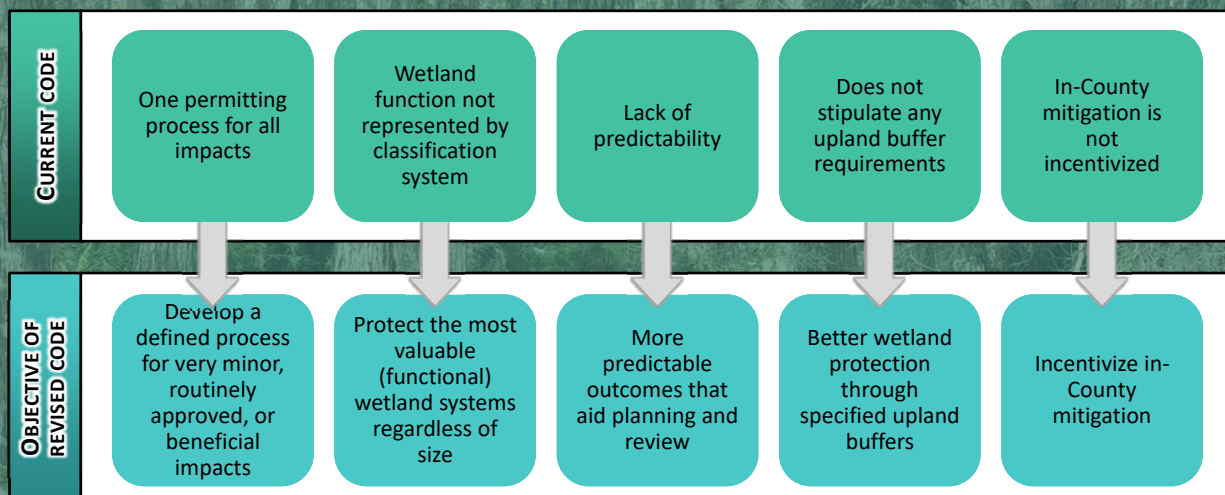 CURRENT CODE
One permitting
process for all
impacts
Wetland
function not
represented by
classification
system
Lack of
predictability
Does not
stipulate any
upland buffer
requirements
In-County
mitigation is
not
incentivized
OBJECTIVE OF
REVISED CODE
Develop a
defined process
for very minor,
routinely
approved, or
beneficial
impacts
Protect the most
valuable
(functional)
wetland systems
regardless of
size
More
predictable
outcomes that
aid planning and
review
Better wetland
protection
through
specified upland
buffers
Incentivize in-
County
mitigation